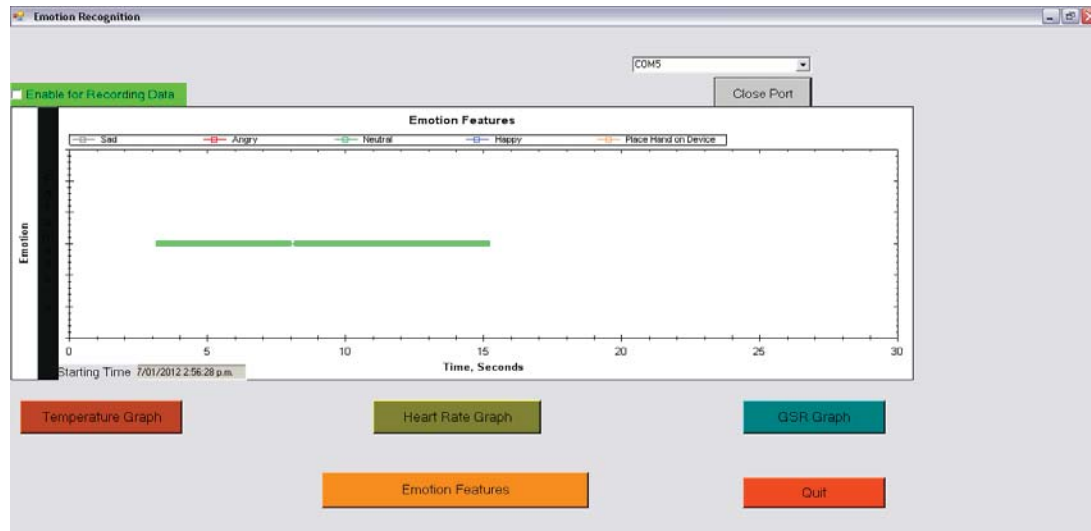 Emotion Recognition
COM5
Enable for Recording Data
Close Port
Emotion Features
Sad Angry Neutral Happy Place Hand on Device
Emotion
0 5 10 15 20 25 30
Time, Seconds
Starting Time 7/01/2012 2:56:28 p.m.
Temperature Graph Heart Rate Graph GSR Graph
Emotion Features Quit